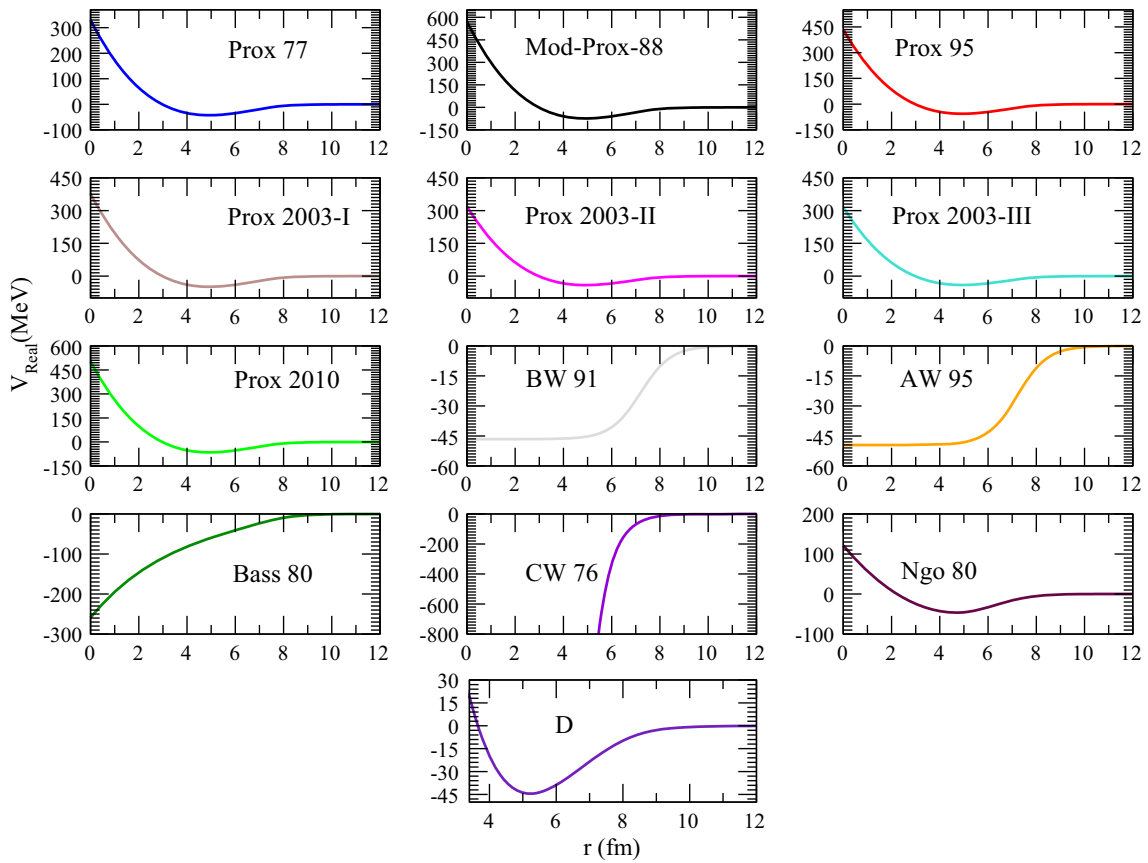 V_Real(MeV)
Prox 77
300
200
100
0
-100
0 2 4 6 8 10 12
Mod-Prox-88
600
450
300
150
0
-150
0 2 4 6 8 10 12
Prox 95
450
300
150
0
-150
0 2 4 6 8 10 12
Prox 2003-I
450
300
150
0
0 2 4 6 8 10 12
Prox 2003-II
450
300
150
0
0 2 4 6 8 10 12
Prox 2003-III
450
300
150
0
0 2 4 6 8 10 12
Prox 2010
600
450
300
150
0
-150
0 2 4 6 8 10 12
BW 91
0
-15
-30
-45
-60
0 2 4 6 8 10 12
AW 95
0
-15
-30
-45
-60
0 2 4 6 8 10 12
Bass 80
0
-100
-200
-300
0 2 4 6 8 10 12
CW 76
0
-200
-400
-600
-800
0 2 4 6 8 10 12
Ngo 80
200
100
0
-100
0 2 4 6 8 10 12
D
30
15
0
-15
-30
-45
4 6 8 10 12
r (fm)